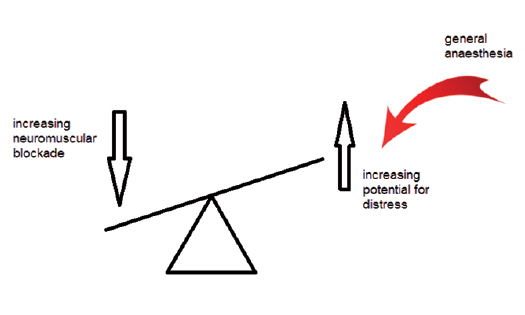 general
anaesthesia
increasing
neuromuscular
blockade
increasing
potential for
distress